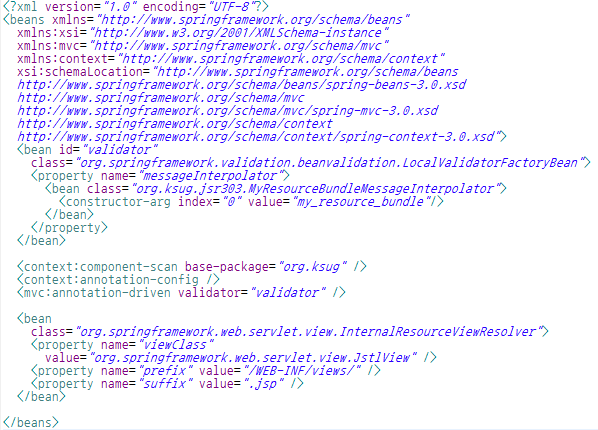 <?xml version="1.0" encoding="UTF-8"?>
<beans xmlns="http://www.springframework.org/schema/beans"
xmlns:xsi="http://www.w3.org/2001/XMLSchema-instance"
xmlns:mvc="http://www.springframework.org/schema/mvc"
xmlns:context="http://www.springframework.org/schema/context"
xsi:schemaLocation="http://www.springframework.org/schema/beans
http://www.springframework.org/schema/beans/spring-beans-3.0.xsd
http://www.springframework.org/schema/mvc
http://www.springframework.org/schema/mvc/spring-mvc-3.0.xsd
http://www.springframework.org/schema/context
http://www.springframework.org/schema/context/spring-context-3.0.xsd">
<bean id="validator"
class="org.springframework.validation.beanvalidation.LocalValidatorFactoryBean">
<property name="messageInterpolator">
<bean class="org.ksug.jsr303.MyResourceBundleMessageInterpolator">
<constructor-arg index="0" value="my_resource_bundle"/>
</bean>
</property>
</bean>
<context:component-scan base-package="org.ksug" />
<context:annotation-config />
<mvc:annotation-driven validator="validator" />
<bean
class="org.springframework.web.servlet.view.InternalResourceViewResolver">
<property name="viewClass"
value="org.springframework.web.servlet.view.JstlView" />
<property name="prefix" value="/WEB-INF/views/" />
<property name="suffix" value=".jsp" />
</bean>
</beans>